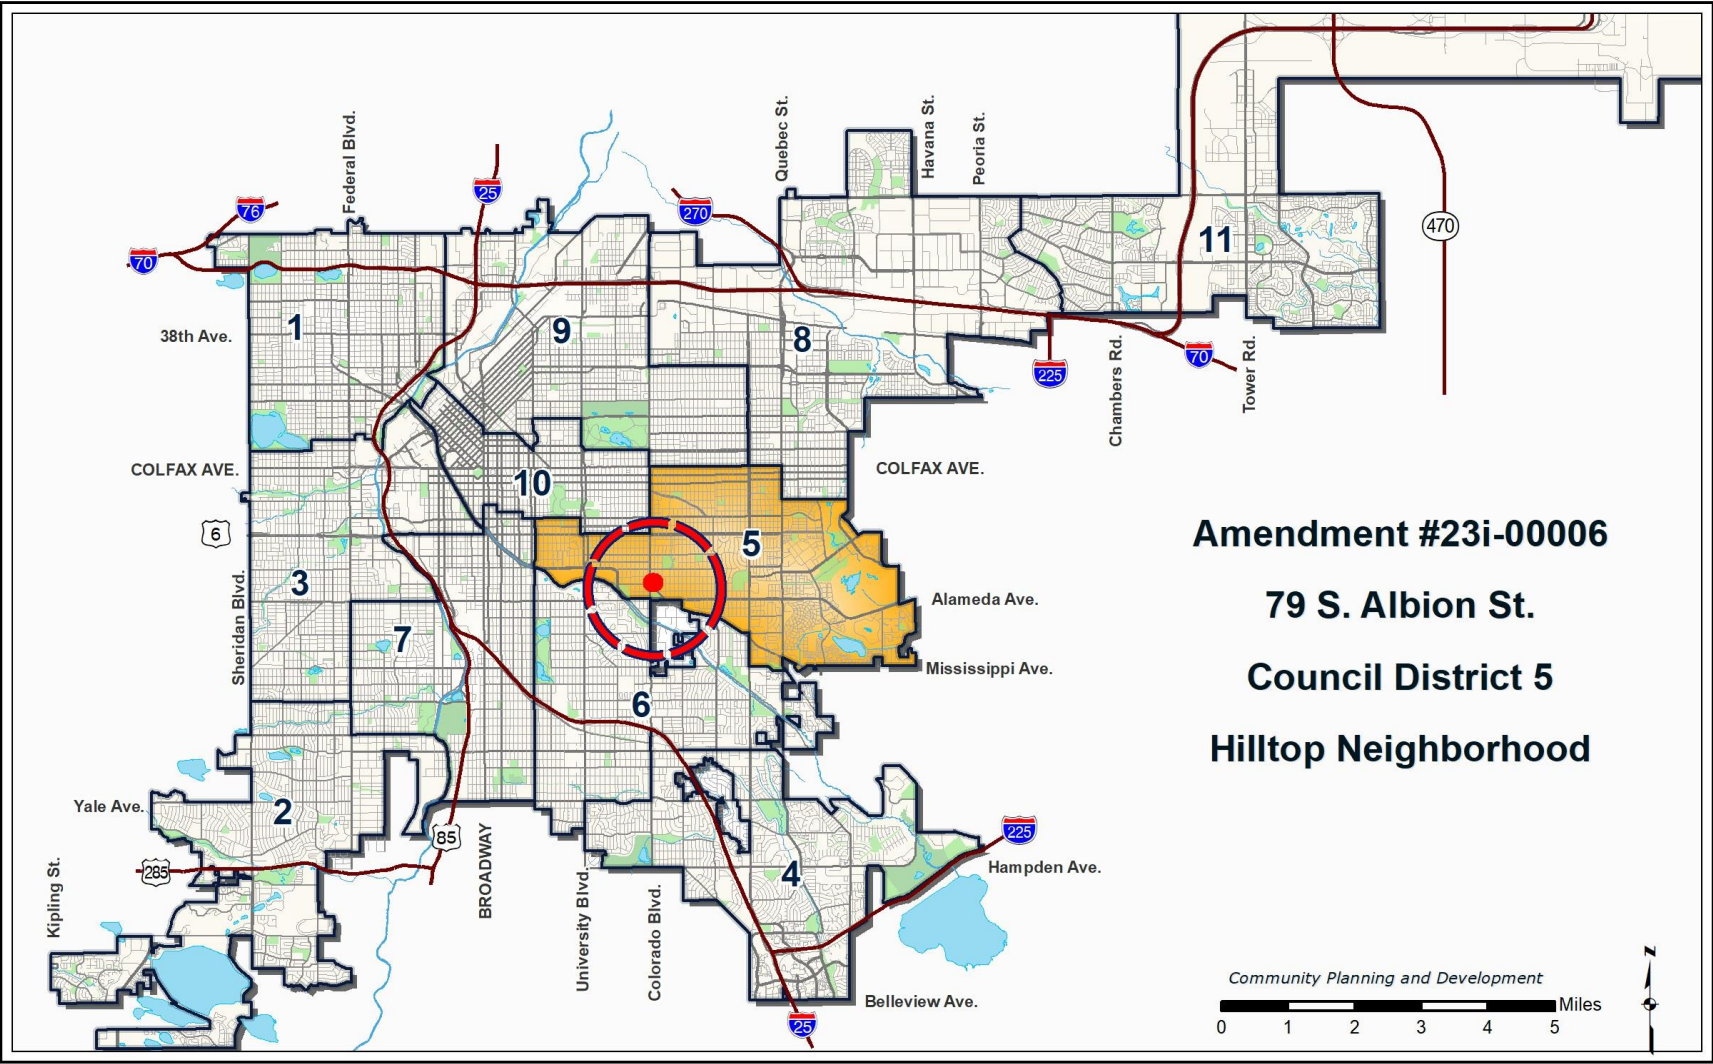 Federal Blvd.
Quebec St.
Havana St.
Peoria St.
76
25
270
70
470
11
1
9
8
38th Ave.
225
70
Chambers Rd.
Tower Rd.
COLFAX AVE.
COLFAX AVE.
10
6
5
3
Sheridan Blvd.
7
Alameda Ave.
Mississippi Ave.
6
Amendment #23i-00006
79 S. Albion St.
Council District 5
Hilltop Neighborhood
Yale Ave.
2
85
285
BROADWAY
225
4
Hampden Ave.
Kipling St.
University Blvd.
Colorado Blvd.
Belleview Ave.
25
Community Planning and Development
Miles
0 1 2 3 4 5
N